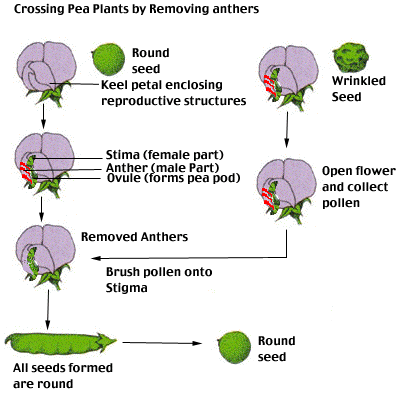 Crossing Pea Plants by Removing anthers
Round
seed
Keel petal enclosing
reproductive structures
Wrinkled
Seed
Stima (female part)
Anther (male Part)
Ovule (forms pea pod)
Open flower
and collect
pollen
Removed Anthers
Brush pollen onto
Stigma
All seeds formed
are round
Round
seed